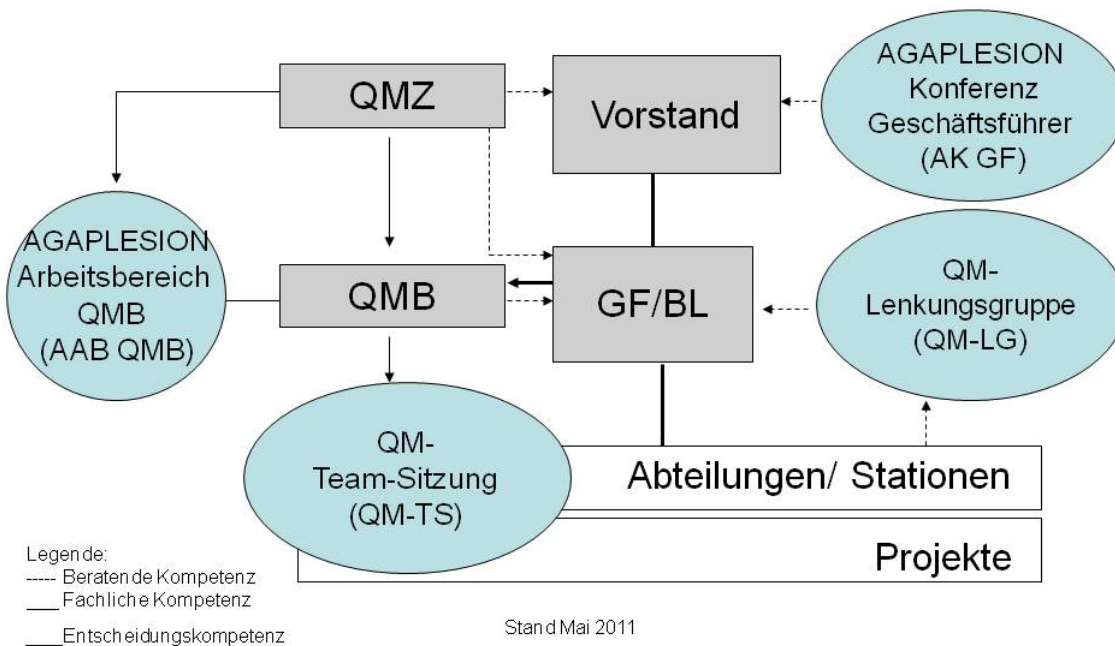 QMZ
Vorstand
AGAPLESION
Konferenz
Geschäftsführer
(AK GF)
AGAPLESION
Arbeitsbereich
QMB
(AAB QMB)
QMB
GF/BL
QM-
Lenkungsgruppe
(QM-LG)
QM-
Team-Sitzung
(QM-TS)
Abteilungen/ Stationen
Projekte
Legende:
----- Beratende Kompetenz
___ Fachliche Kompetenz
___ Entscheidungskompetenz
Stand Mai 2011